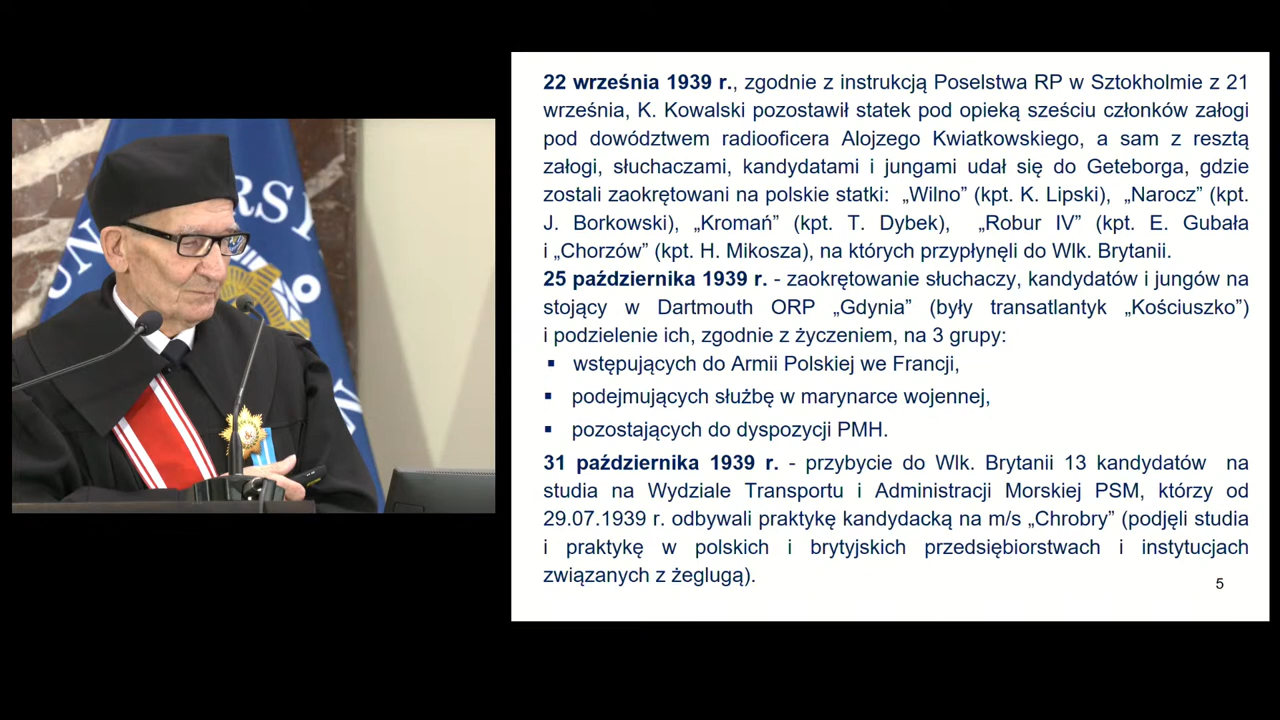 UNIWERSY
22 września 1939 r., zgodnie z instrukcją Poselstwa RP w Sztokholmie z 21
września, K. Kowalski pozostawił statek pod opieką sześciu członków załogi
pod dowództwem radiooficera Alojzego Kwiatkowskiego, a sam z resztą
załogi, słuchaczami, kandydatami i jungami udał się do Geteborga, gdzie
zostali zaokrętowani na polskie statki: „Wilno” (kpt. K. Lipski), „Narocz” (kpt.
J. Borkowski), „Kromań” (kpt. T. Dybek), „Robur IV” (kpt. E. Gubała
i „Chorzów” (kpt. H. Mikosza), na których przypłynęli do Wlk. Brytanii.
25 października 1939 r. - zaokrętowanie słuchaczy, kandydatów i jungów na
stojący w Dartmouth ORP „Gdynia” (były transatlantyk „Kościuszko”)
i podzielenie ich, zgodnie z życzeniem, na 3 grupy:
▪ wstępujących do Armii Polskiej we Francji,
▪ podejmujących służbę w marynarce wojennej,
▪ pozostających do dyspozycji PMH.
31 października 1939 r. - przybycie do Wlk. Brytanii 13 kandydatów na
studia na Wydziale Transportu i Administracji Morskiej PSM, którzy od
29.07.1939 r. odbywali praktykę kandydacką na m/s „Chrobry” (podjęli studia
i praktykę w polskich i brytyjskich przedsiębiorstwach i instytucjach
związanych z żeglugą).
5